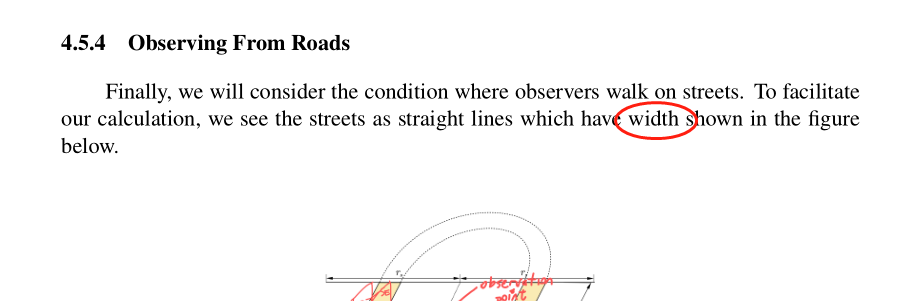 4.5.4 Observing From Roads
Finally, we will consider the condition where observers walk on streets. To facilitate
our calculation, we see the streets as straight lines which have width shown in the figure
below.
r
r
observation
point